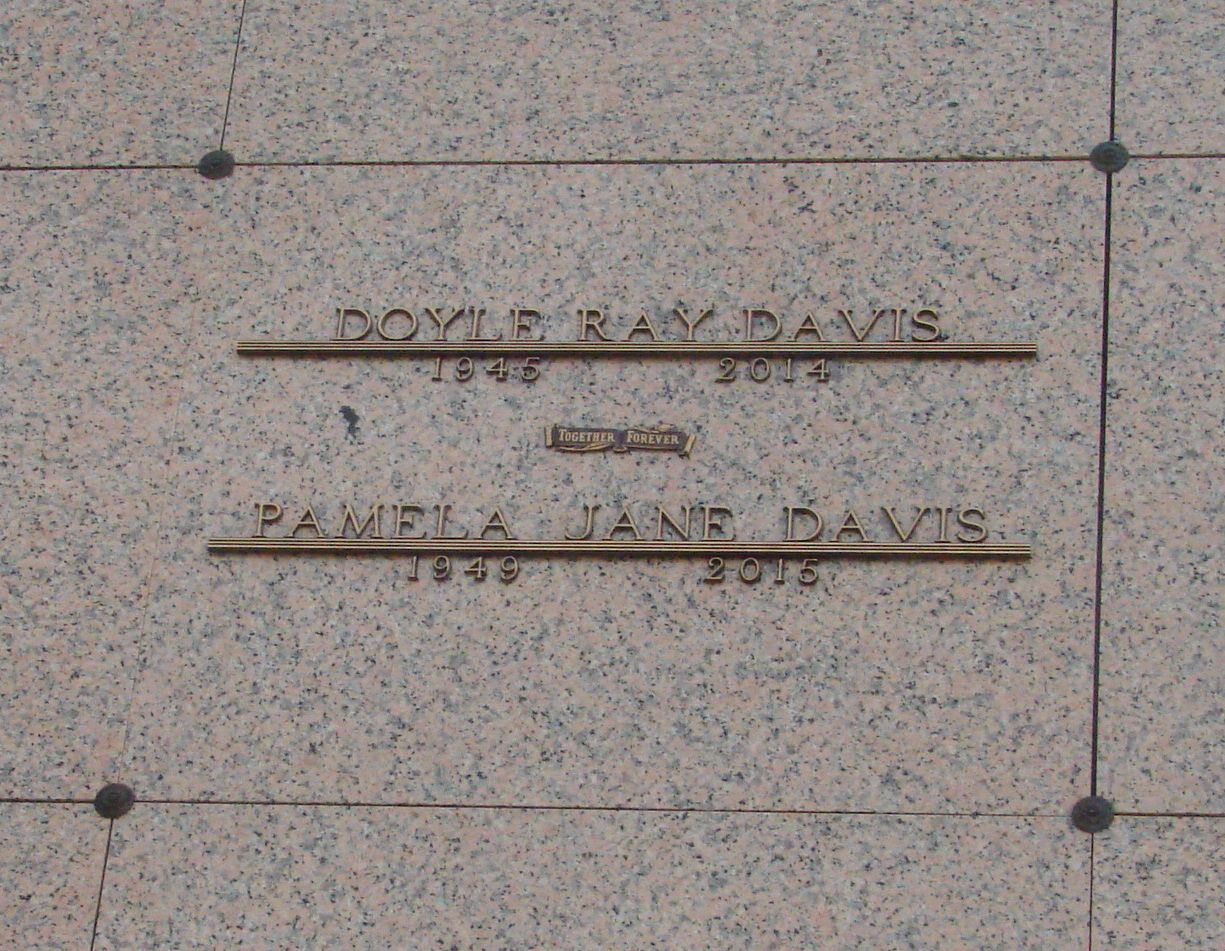 DOYLE RAY DAVIS
1945 2014
TOGETHER FOREVER
PAMELA JANE DAVIS
1949 2015